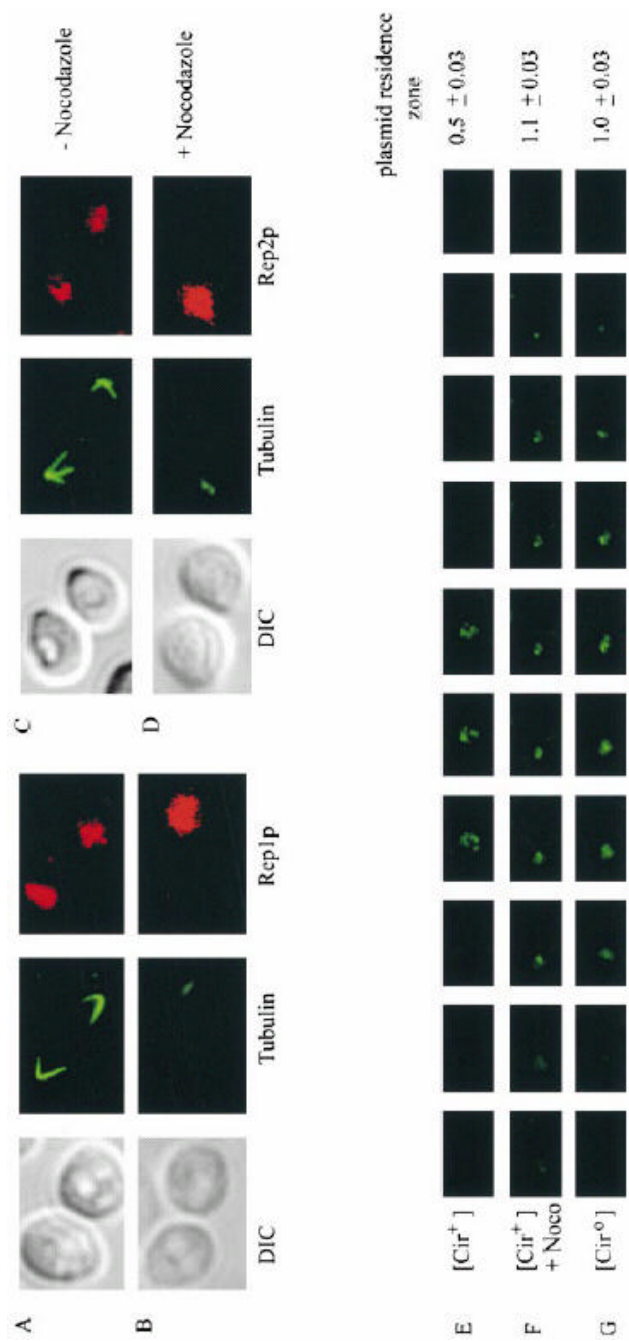 A
B
DIC
Tubulin
Rep1p
C
D
DIC
Tubulin
Rep2p
- Nocodazole
+ Nocodazole
plasmid residence
zone
E [Cir+] 0.5 ± 0.03
F [Cir+] 1.1 ± 0.03
+ Noco
G [Cir⁰] 1.0 ± 0.03